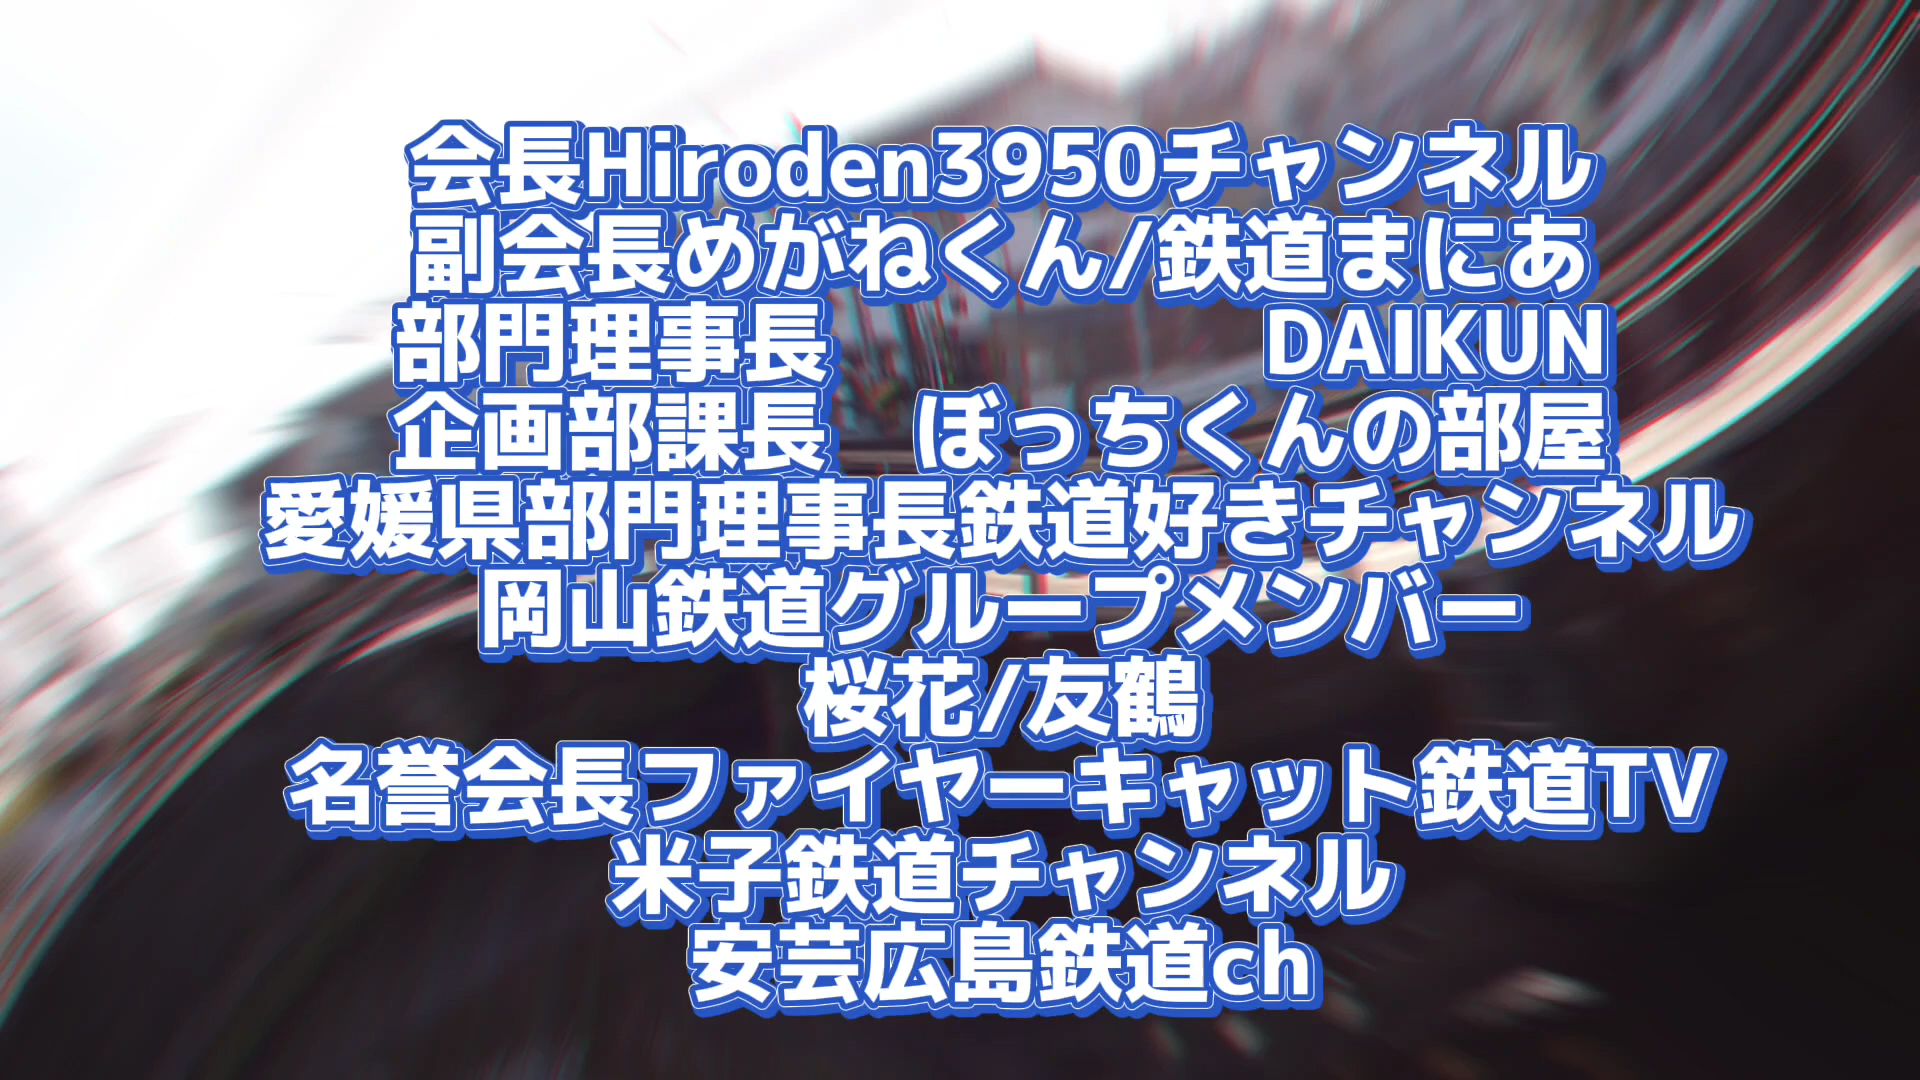 会長Hiroden3950チャンネル
副会長めがねくん/鉄道まにあ
部門理事長　　　　　DAIKUN
企画部課長　ぼっちくんの部屋
愛媛県部門理事長鉄道好きチャンネル
岡山鉄道グループメンバー
桜花/友鶴
名誉会長ファイヤーキャット鉄道TV
米子鉄道チャンネル
安芸広島鉄道ch